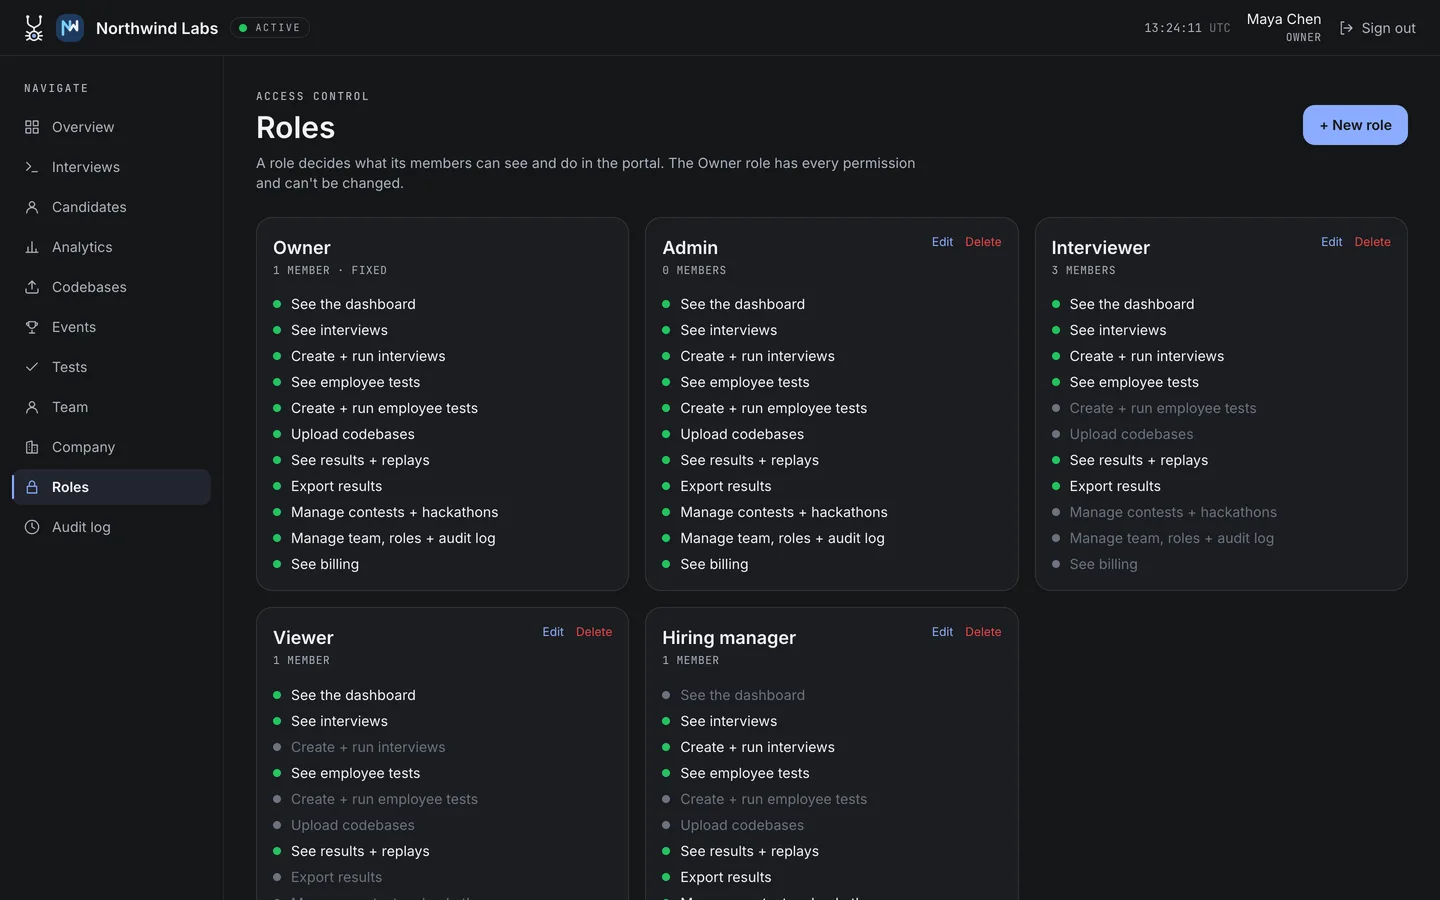 Northwind Labs
ACTIVE
13:24:11 UTC
Maya Chen
OWNER
Sign out
NAVIGATE
Overview
Interviews
Candidates
Analytics
Codebases
Events
Tests
Team
Company
Roles
Audit log
ACCESS CONTROL
Roles
A role decides what its members can see and do in the portal. The Owner role has every permission
and can't be changed.
+ New role
Owner
1 MEMBER · FIXED
See the dashboard
See interviews
Create + run interviews
See employee tests
Create + run employee tests
Upload codebases
See results + replays
Export results
Manage contests + hackathons
Manage team, roles + audit log
See billing
Admin
Edit Delete
0 MEMBERS
See the dashboard
See interviews
Create + run interviews
See employee tests
Create + run employee tests
Upload codebases
See results + replays
Export results
Manage contests + hackathons
Manage team, roles + audit log
See billing
Interviewer
Edit Delete
3 MEMBERS
See the dashboard
See interviews
Create + run interviews
See employee tests
Create + run employee tests
Upload codebases
See results + replays
Export results
Manage contests + hackathons
Manage team, roles + audit log
See billing
Viewer
Edit Delete
1 MEMBER
See the dashboard
See interviews
Create + run interviews
See employee tests
Create + run employee tests
Upload codebases
See results + replays
Export results
Hiring manager
Edit Delete
1 MEMBER
See the dashboard
See interviews
Create + run interviews
See employee tests
Create + run employee tests
Upload codebases
See results + replays
Export results